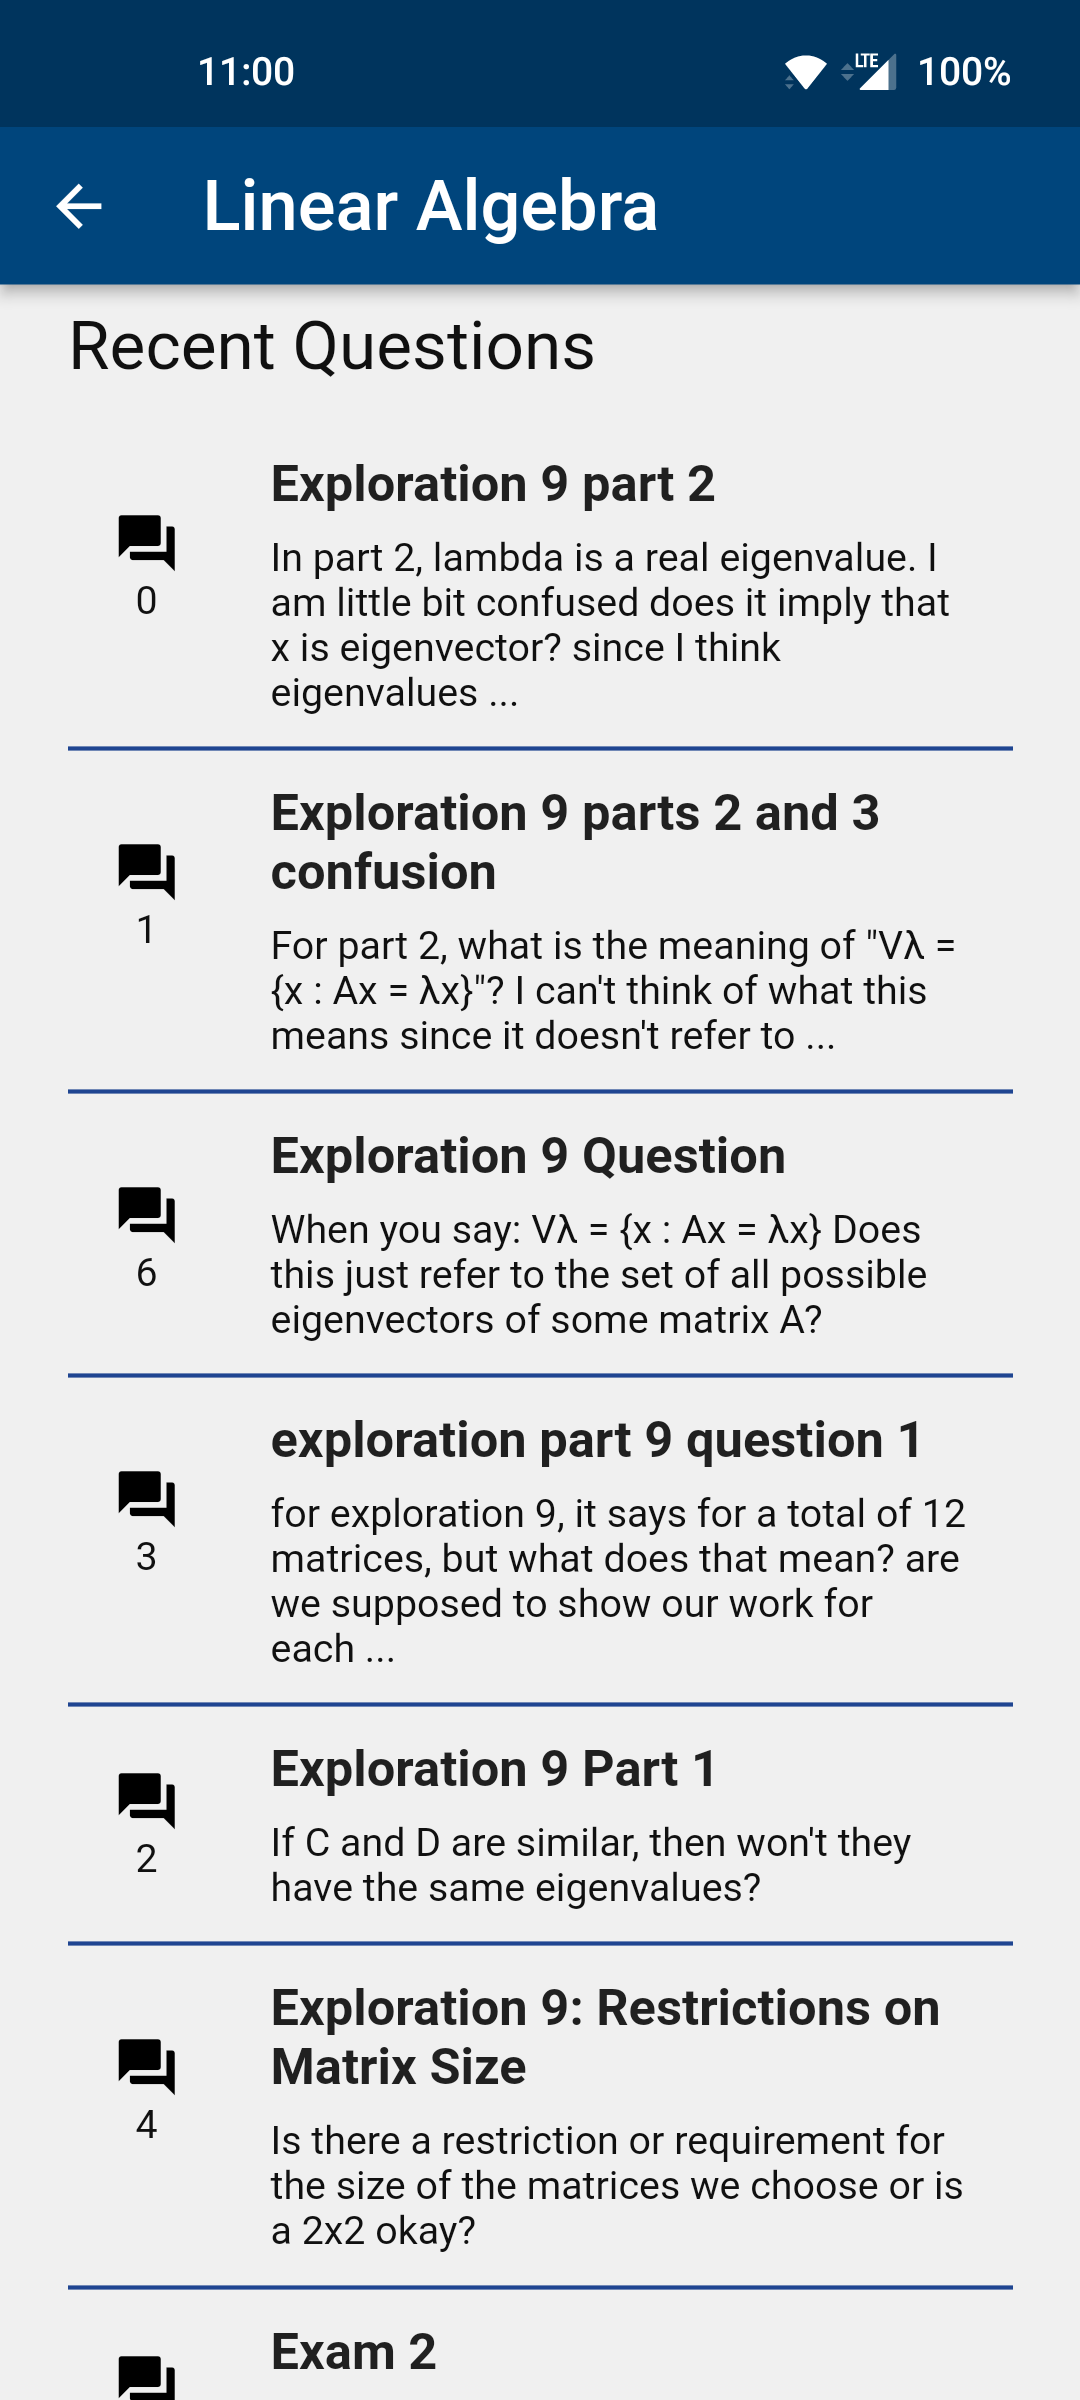 11:00
LTE
100%
Linear Algebra
Recent Questions
Exploration 9 part 2
0
In part 2, lambda is a real eigenvalue. I
am little bit confused does it imply that
x is eigenvector? since I think
eigenvalues ...
Exploration 9 parts 2 and 3
confusion
1
For part 2, what is the meaning of "Vλ =
{x : Ax = λx}"? I can't think of what this
means since it doesn't refer to ...
Exploration 9 Question
6
When you say: Vλ = {x : Ax = λx} Does
this just refer to the set of all possible
eigenvectors of some matrix A?
exploration part 9 question 1
3
for exploration 9, it says for a total of 12
matrices, but what does that mean? are
we supposed to show our work for
each ...
Exploration 9 Part 1
2
If C and D are similar, then won't they
have the same eigenvalues?
Exploration 9: Restrictions on
Matrix Size
4
Is there a restriction or requirement for
the size of the matrices we choose or is
a 2x2 okay?
Exam 2